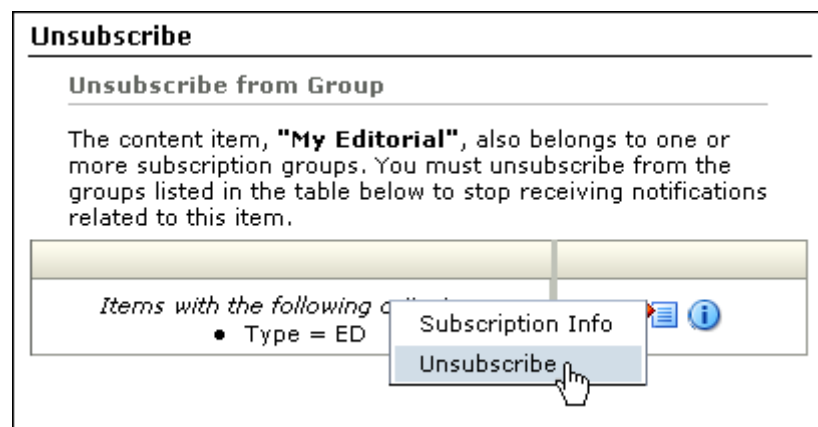 Unsubscribe
Unsubscribe from Group
The content item, "My Editorial", also belongs to one or
more subscription groups. You must unsubscribe from the
groups listed in the table below to stop receiving notifications
related to this item.
Items with the following
• Type = ED
Subscription Info
Unsubscribe